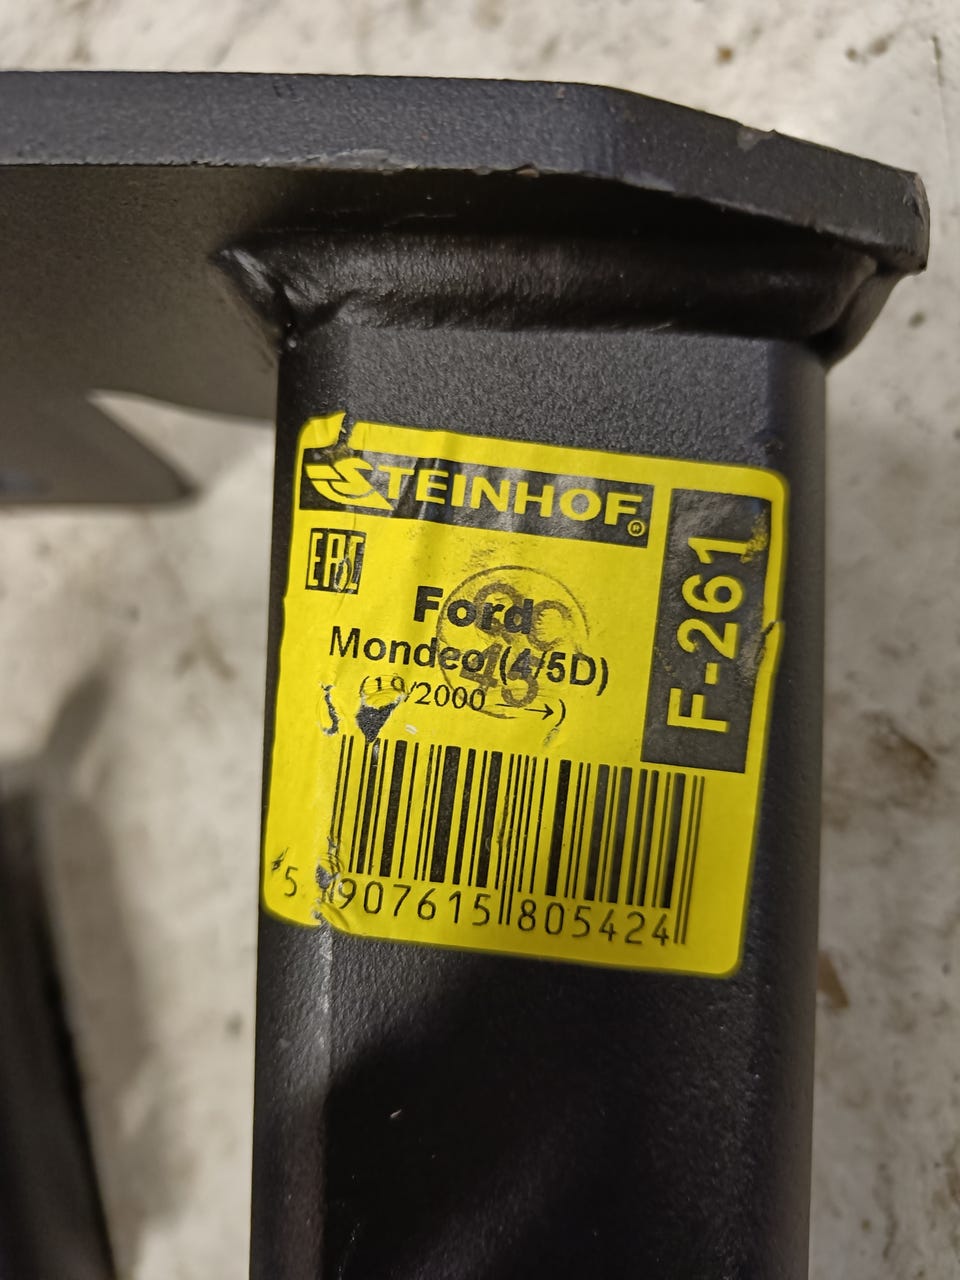 STEINHOF®
F-261
EAC
Ford
Mondeo (4/5D)
(10/2000 →)
5 907615 805424